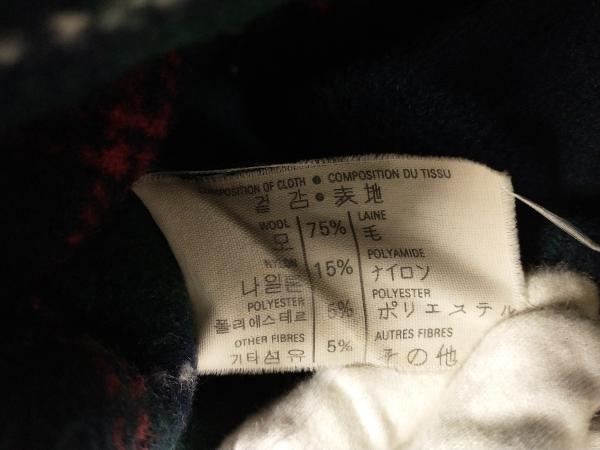 COMPOSITION OF CLOTH • COMPOSITION DU TISSU
겉 감 • 表地
WOOL 75% LAINE
모 毛
NYLON 15% POLYAMIDE
나일론 ナイロン
POLYESTER 5% POLYESTER
폴리에스테르 ポリエステル
OTHER FIBRES 5% AUTRES FIBRES
기타섬유 その他